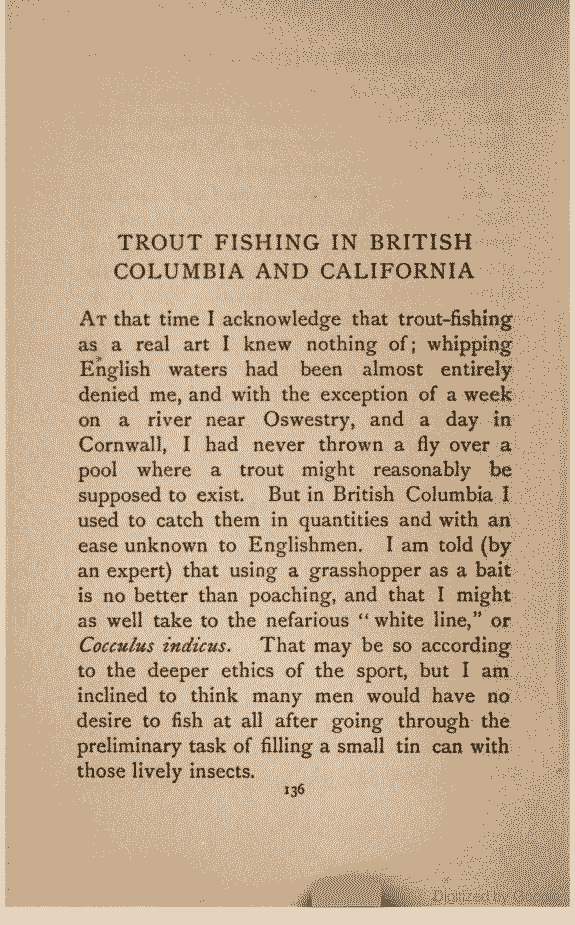 TROUT FISHING IN BRITISH
COLUMBIA AND CALIFORNIA
AT that time I acknowledge that trout-fishing
as a real art I knew nothing of; whipping
English waters had been almost entirely
denied me, and with the exception of a week
on a river near Oswestry, and a day in
Cornwall, I had never thrown a fly over a
pool where a trout might reasonably be
supposed to exist. But in British Columbia I
used to catch them in quantities and with an
ease unknown to Englishmen. I am told (by
an expert) that using a grasshopper as a bait
is no better than poaching, and that I might
as well take to the nefarious “white line,” or
Cocculus indicus. That may be so according
to the deeper ethics of the sport, but I am
inclined to think many men would have no
desire to fish at all after going through the
preliminary task of filling a small tin can with
those lively insects.
136
Digitized by